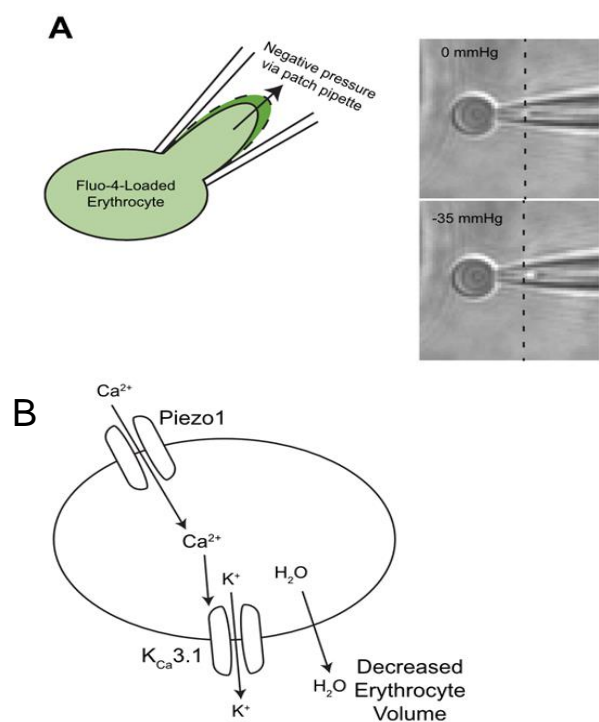 A
Negative pressure
via patch pipette
Fluo-4-Loaded
Erythrocyte
0 mmHg
-35 mmHg
B
Ca²⁺
Piezo1
Ca²⁺
K⁺
H₂O
K_Ca3.1
K⁺
H₂O
Decreased
Erythrocyte
Volume